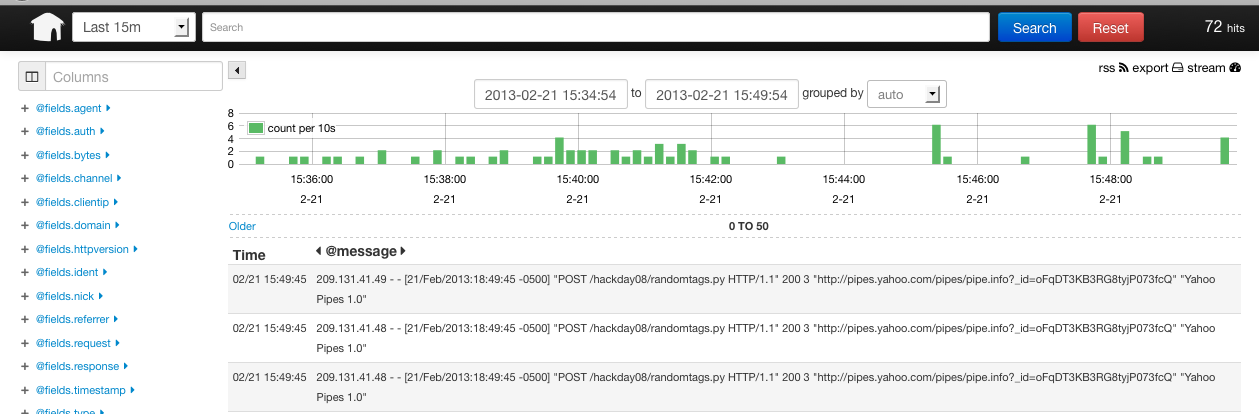 Last 15m Search Search Reset 72 hits
Columns
rss export stream
2013-02-21 15:34:54 to 2013-02-21 15:49:54 grouped by auto
@fields.agent
@fields.auth
@fields.bytes
@fields.channel
@fields.clientip
@fields.domain
@fields.httpversion
@fields.ident
@fields.nick
@fields.referrer
@fields.request
@fields.response
@fields.timestamp
@fields.type
8
6
4
2
0
count per 10s
15:36:00 15:38:00 15:40:00 15:42:00 15:44:00 15:46:00 15:48:00
2-21 2-21 2-21 2-21 2-21 2-21 2-21
Older 0 TO 50
Time @message
02/21 15:49:45 209.131.41.49 - - [21/Feb/2013:18:49:45 -0500] "POST /hackday08/randomtags.py HTTP/1.1" 200 3 "http://pipes.yahoo.com/pipes/pipe.info?_id=oFqDT3KB3RG8tyjP073fcQ" "Yahoo
Pipes 1.0"
02/21 15:49:45 209.131.41.48 - - [21/Feb/2013:18:49:45 -0500] "POST /hackday08/randomtags.py HTTP/1.1" 200 3 "http://pipes.yahoo.com/pipes/pipe.info?_id=oFqDT3KB3RG8tyjP073fcQ" "Yahoo
Pipes 1.0"
02/21 15:49:45 209.131.41.48 - - [21/Feb/2013:18:49:45 -0500] "POST /hackday08/randomtags.py HTTP/1.1" 200 3 "http://pipes.yahoo.com/pipes/pipe.info?_id=oFqDT3KB3RG8tyjP073fcQ" "Yahoo
Pipes 1.0"